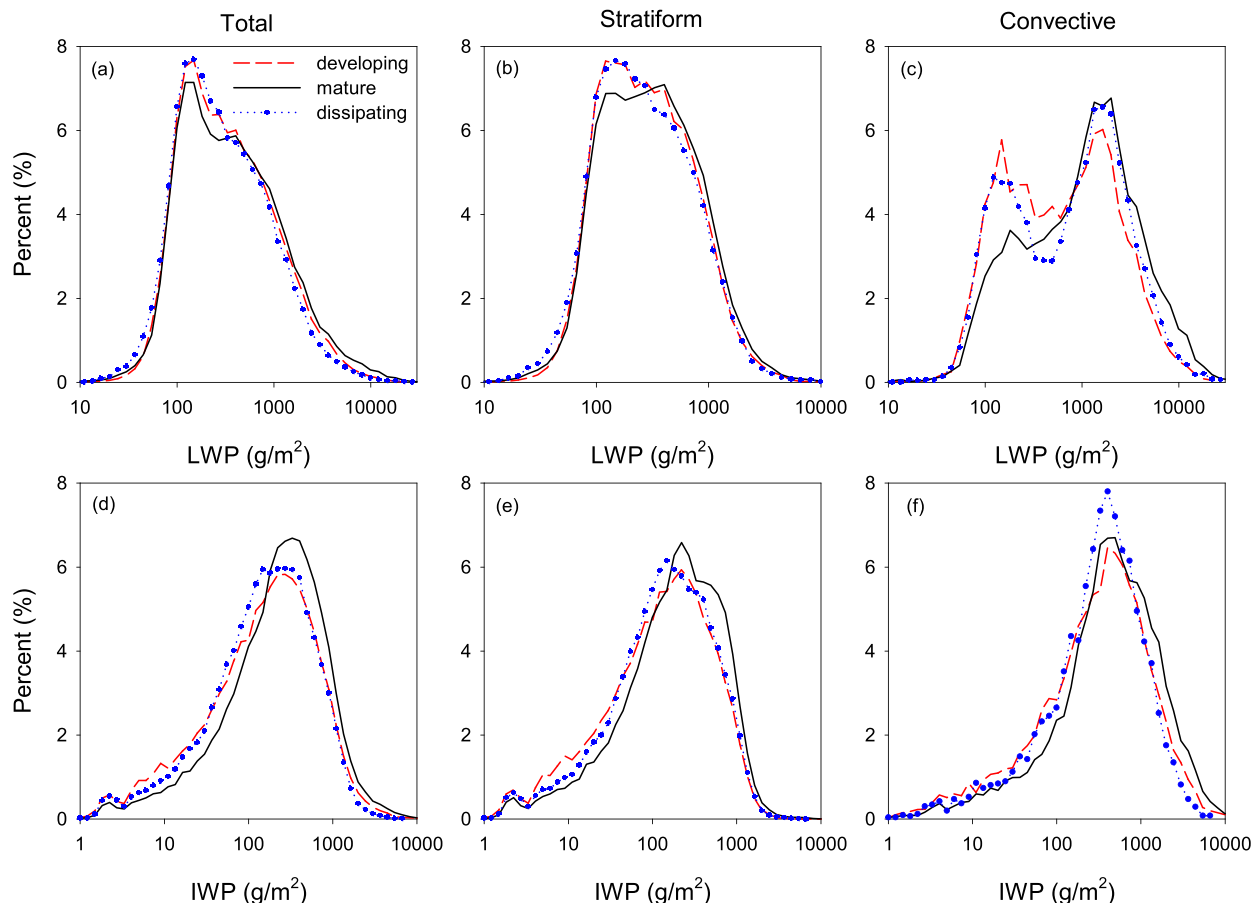 Total
Stratiform
Convective
8
6
4
2
0
Percent (%)
(a)
developing
mature
dissipating
10
100
1000
10000
LWP (g/m²)
8
6
4
2
0
(b)
10
100
1000
10000
LWP (g/m²)
8
6
4
2
0
(c)
10
100
1000
10000
LWP (g/m²)
8
6
4
2
0
Percent (%)
(d)
1
10
100
1000
10000
IWP (g/m²)
8
6
4
2
0
(e)
1
10
100
1000
10000
IWP (g/m²)
8
6
4
2
0
(f)
1
10
100
1000
10000
IWP (g/m²)